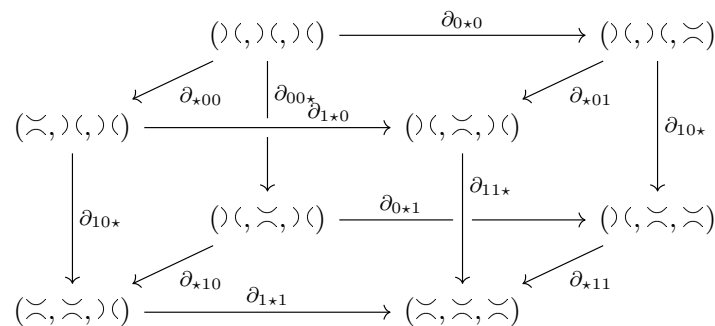 ∂0⋆0
( )(, )(, )( ) ( )(, )(, ≍ )
∂⋆00 ∂00⋆ ∂⋆01
∂1⋆0
( ≍, )(, )( ) ( )(, ≍, )( ) ∂10⋆
∂10⋆ ∂11⋆
∂0⋆1
( )(, ≍, )( ) ( )(, ≍, ≍ )
∂⋆10 ∂⋆11
∂1⋆1
( ≍, ≍, )( ) ( ≍, ≍, ≍ )